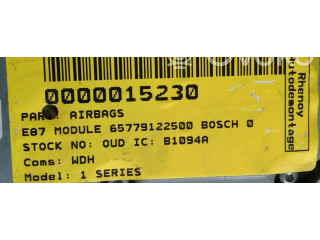 0000015230
PART: AIRBAGS
E87 MODULE 65779122500 BOSCH 0
STOCK NO: OUD IC: B1094A
Coms: WDH
Model: 1 SERIES
Rhenoy
Autodemontage